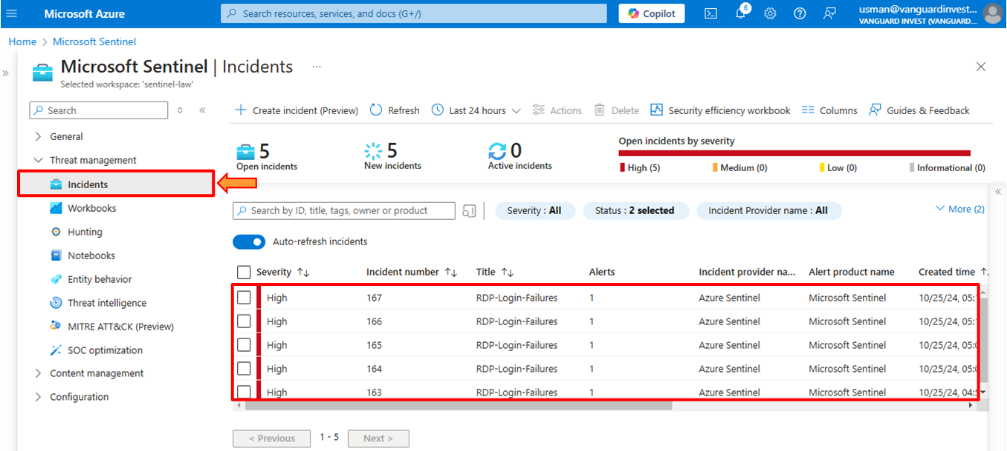 Microsoft Azure
Search resources, services, and docs (G+/)
Copilot
6
usman@vanguardinvest...
VANGUARD INVEST (VANGUARD...
Home > Microsoft Sentinel
Microsoft Sentinel | Incidents ...
Selected workspace: 'sentinel-law'
Search
General
Threat management
Incidents
Workbooks
Hunting
Notebooks
Entity behavior
Threat intelligence
MITRE ATT&CK (Preview)
SOC optimization
Content management
Configuration
Create incident (Preview) Refresh Last 24 hours Actions Delete Security efficiency workbook Columns Guides & Feedback
5
Open incidents
5
New incidents
0
Active incidents
Open incidents by severity
High (5) Medium (0) Low (0) Informational (0)
Search by ID, title, tags, owner or product
Severity : All
Status : 2 selected
Incident Provider name : All
More (2)
Auto-refresh incidents
Severity ↑↓ Incident number ↑↓ Title ↑↓ Alerts Incident provider na... Alert product name Created time ↑
High 167 RDP-Login-Failures 1 Azure Sentinel Microsoft Sentinel 10/25/24, 05:1
High 166 RDP-Login-Failures 1 Azure Sentinel Microsoft Sentinel 10/25/24, 05:
High 165 RDP-Login-Failures 1 Azure Sentinel Microsoft Sentinel 10/25/24, 05:0
High 164 RDP-Login-Failures 1 Azure Sentinel Microsoft Sentinel 10/25/24, 05:0
High 163 RDP-Login-Failures 1 Azure Sentinel Microsoft Sentinel 10/25/24, 04:
< Previous 1 - 5 Next >